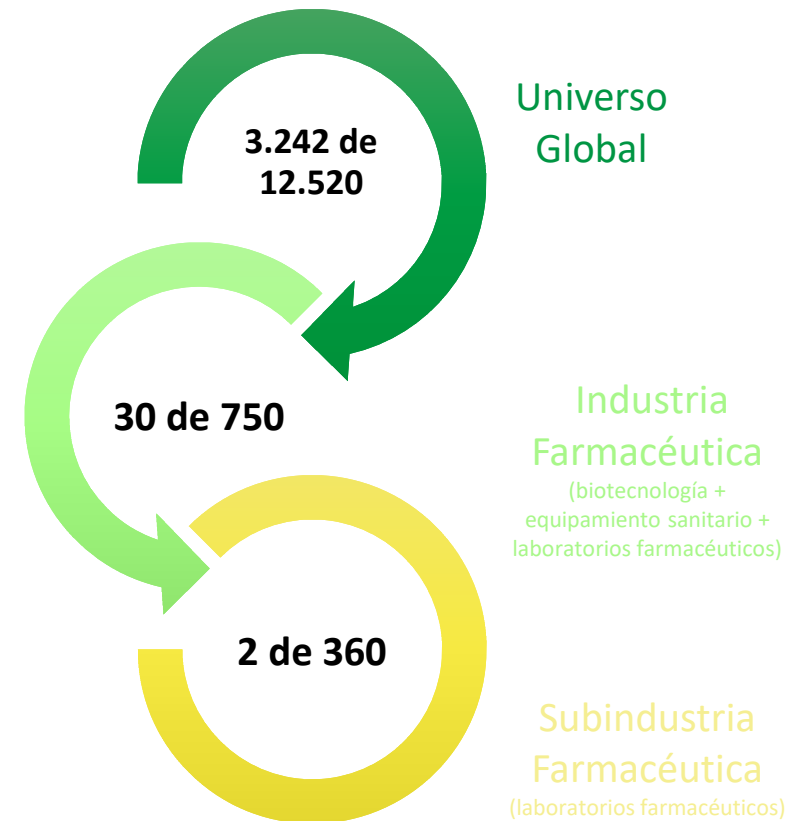 3.242 de
12.520
Universo
Global
30 de 750
Industria
Farmacéutica
(biotecnología +
equipamiento sanitario +
laboratorios farmacéuticos)
2 de 360
Subindustria
Farmacéutica
(laboratorios farmacéuticos)